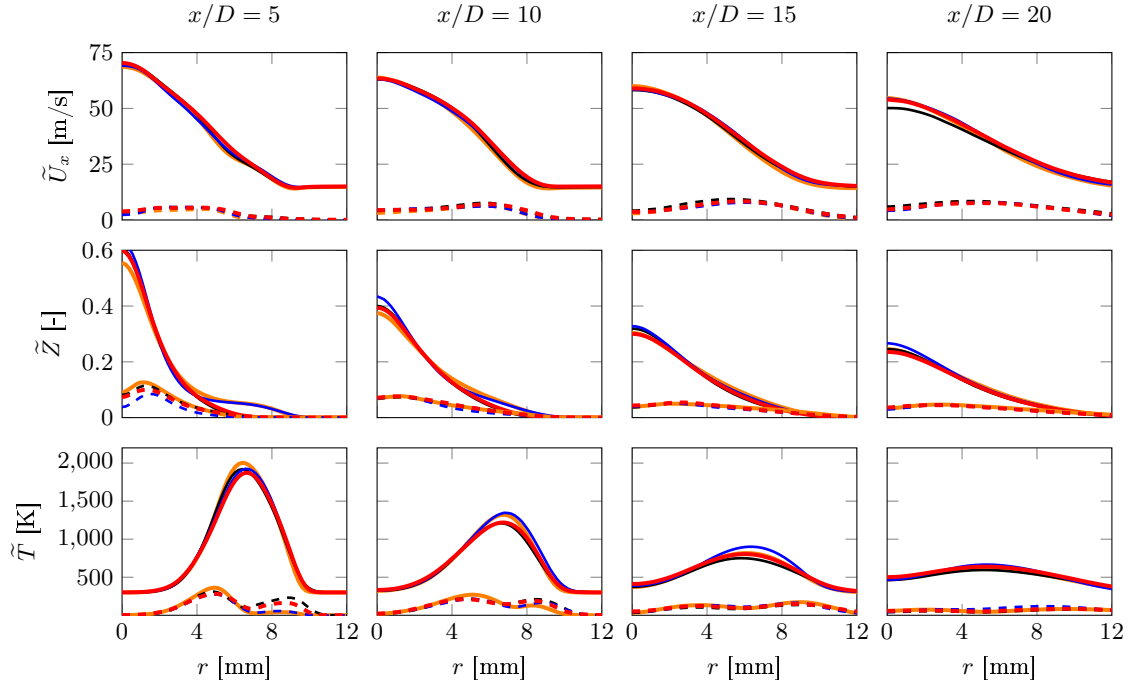 x/D = 5 x/D = 10 x/D = 15 x/D = 20
75
50
25
0
Ũₓ [m/s]
0.6
0.4
0.2
0
Z̃ [-]
2,000
1,500
1,000
500
T̃ [K]
0 4 8 12 0 4 8 12 0 4 8 12 0 4 8 12
r [mm] r [mm] r [mm] r [mm]